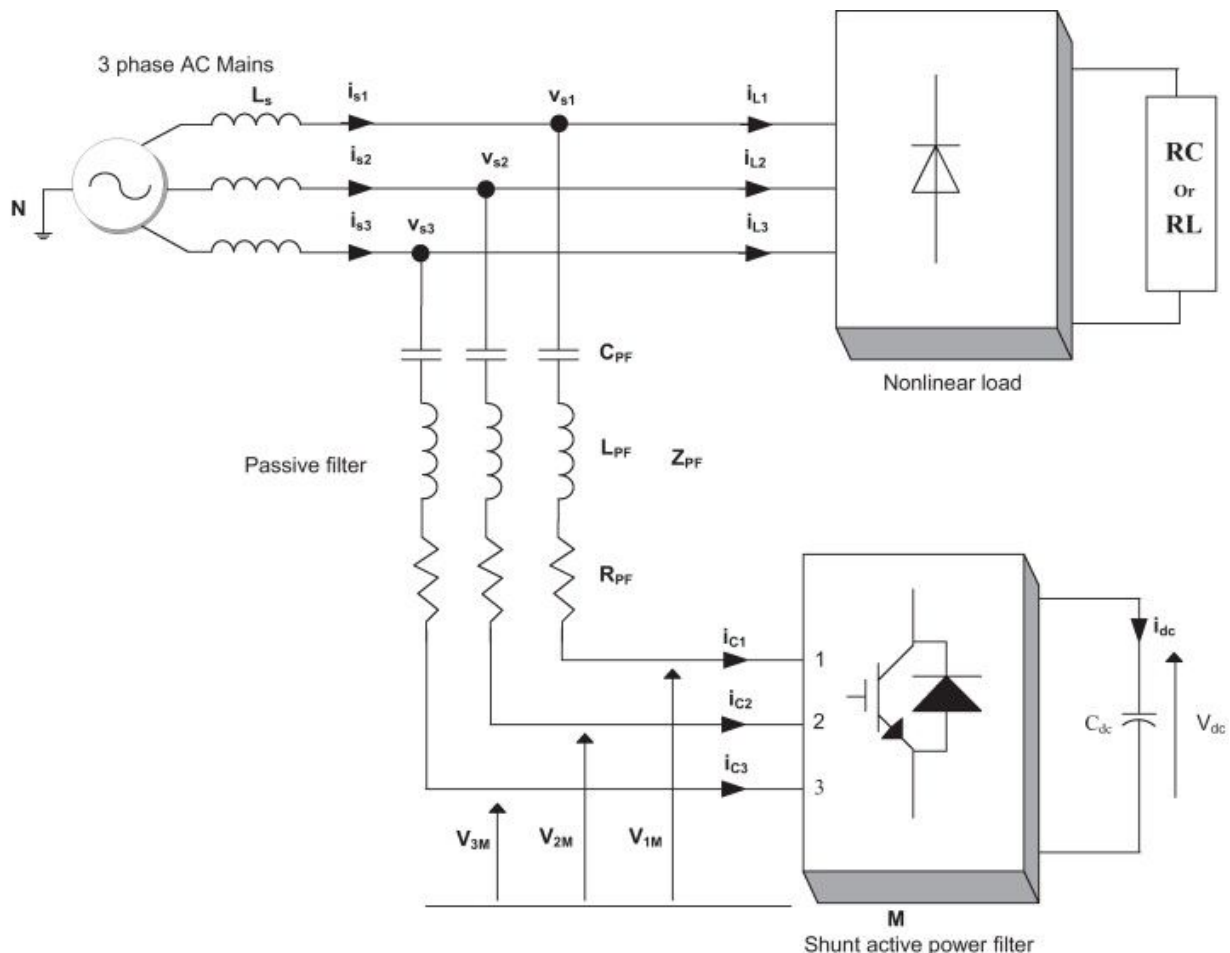 3 phase AC Mains
Ls
is1
vs1
iL1
is2
vs2
iL2
N
is3
vs3
iL3
RC
Or
RL
CPF
Nonlinear load
Passive filter
LPF
ZPF
RPF
iC1
1
idc
iC2
2
Cdc
Vdc
iC3
3
V3M
V2M
V1M
M
Shunt active power filter